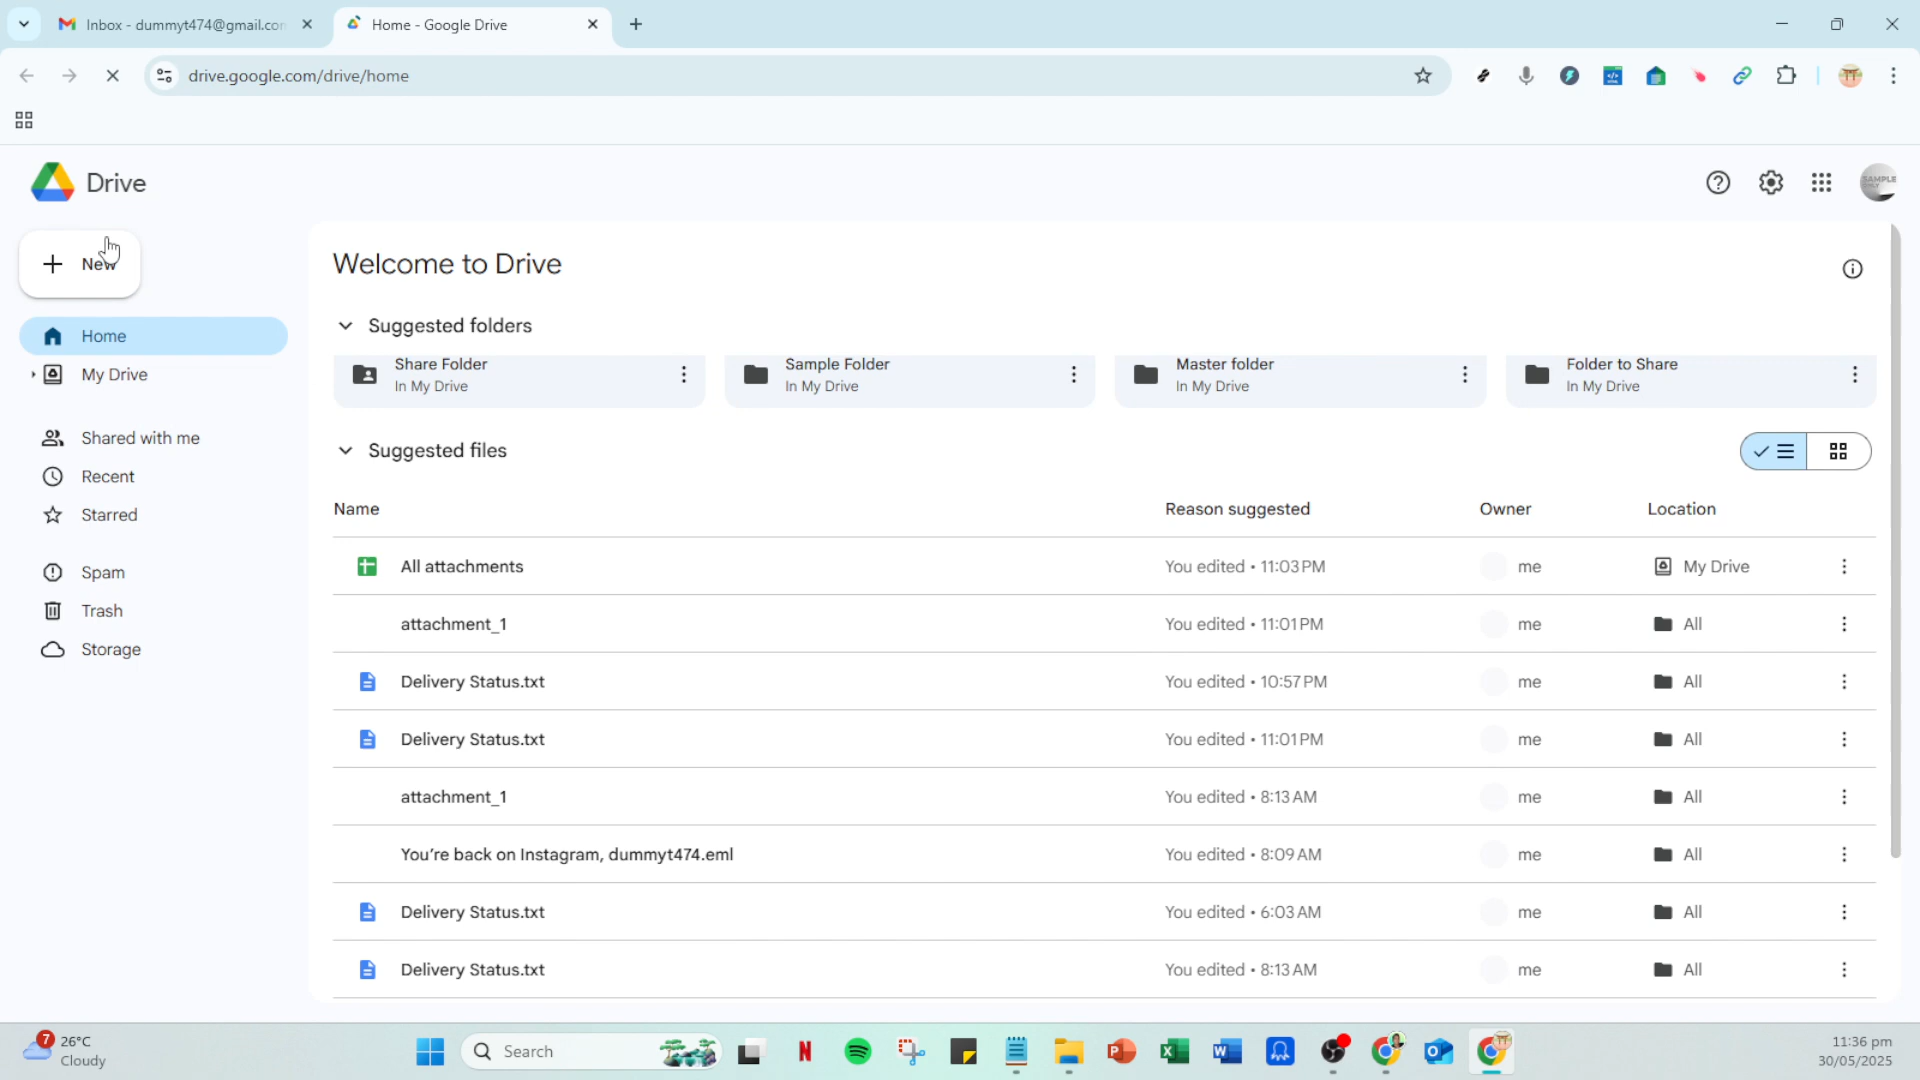 Inbox - dummyt474@gmail.con
Home - Google Drive
drive.google.com/drive/home
Drive
SAMPLE
New
Home
My Drive
Shared with me
Recent
Starred
Spam
Trash
Storage
Welcome to Drive
Suggested folders
Share Folder
In My Drive
Sample Folder
In My Drive
Master folder
In My Drive
Folder to Share
In My Drive
Suggested files
Name Reason suggested Owner Location
All attachments You edited • 11:03 PM me My Drive
attachment_1 You edited • 11:01 PM me All
Delivery Status.txt You edited • 10:57 PM me All
Delivery Status.txt You edited • 11:01 PM me All
attachment_1 You edited • 8:13 AM me All
You're back on Instagram, dummyt474.eml You edited • 8:09 AM me All
Delivery Status.txt You edited • 6:03 AM me All
Delivery Status.txt You edited • 8:13 AM me All
7
26°C
Cloudy
Search
11:36 pm
30/05/2025